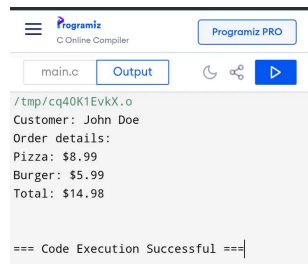 Programiz
C Online Compiler
Programiz PRO
main.c
Output
/tmp/cq40K1EvkX.o
Customer: John Doe
Order details:
Pizza: $8.99
Burger: $5.99
Total: $14.98
=== Code Execution Successful ===